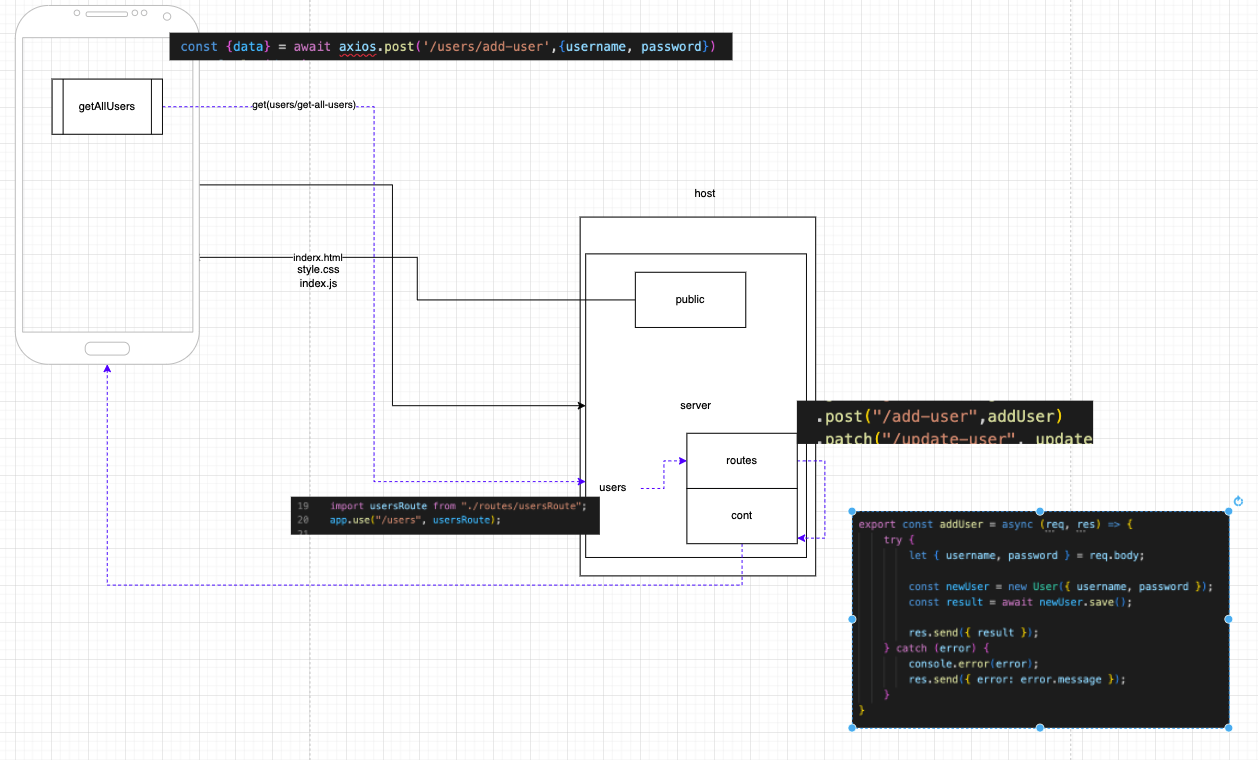 const {data} = await axios.post('/users/add-user',{username, password})
getAllUsers
get(users/get-all-users)
host
inderx.html
style.css
index.js
public
server
.post("/add-user",addUser)
.patch("/update-user", update
routes
users
cont
19 import usersRoute from "./routes/usersRoute";
20 app.use("/users", usersRoute);
21
export const addUser = async (req, res) => {
try {
let { username, password } = req.body;
const newUser = new User({ username, password });
const result = await newUser.save();
res.send({ result });
} catch (error) {
console.error(error);
res.send({ error: error.message });
}
}